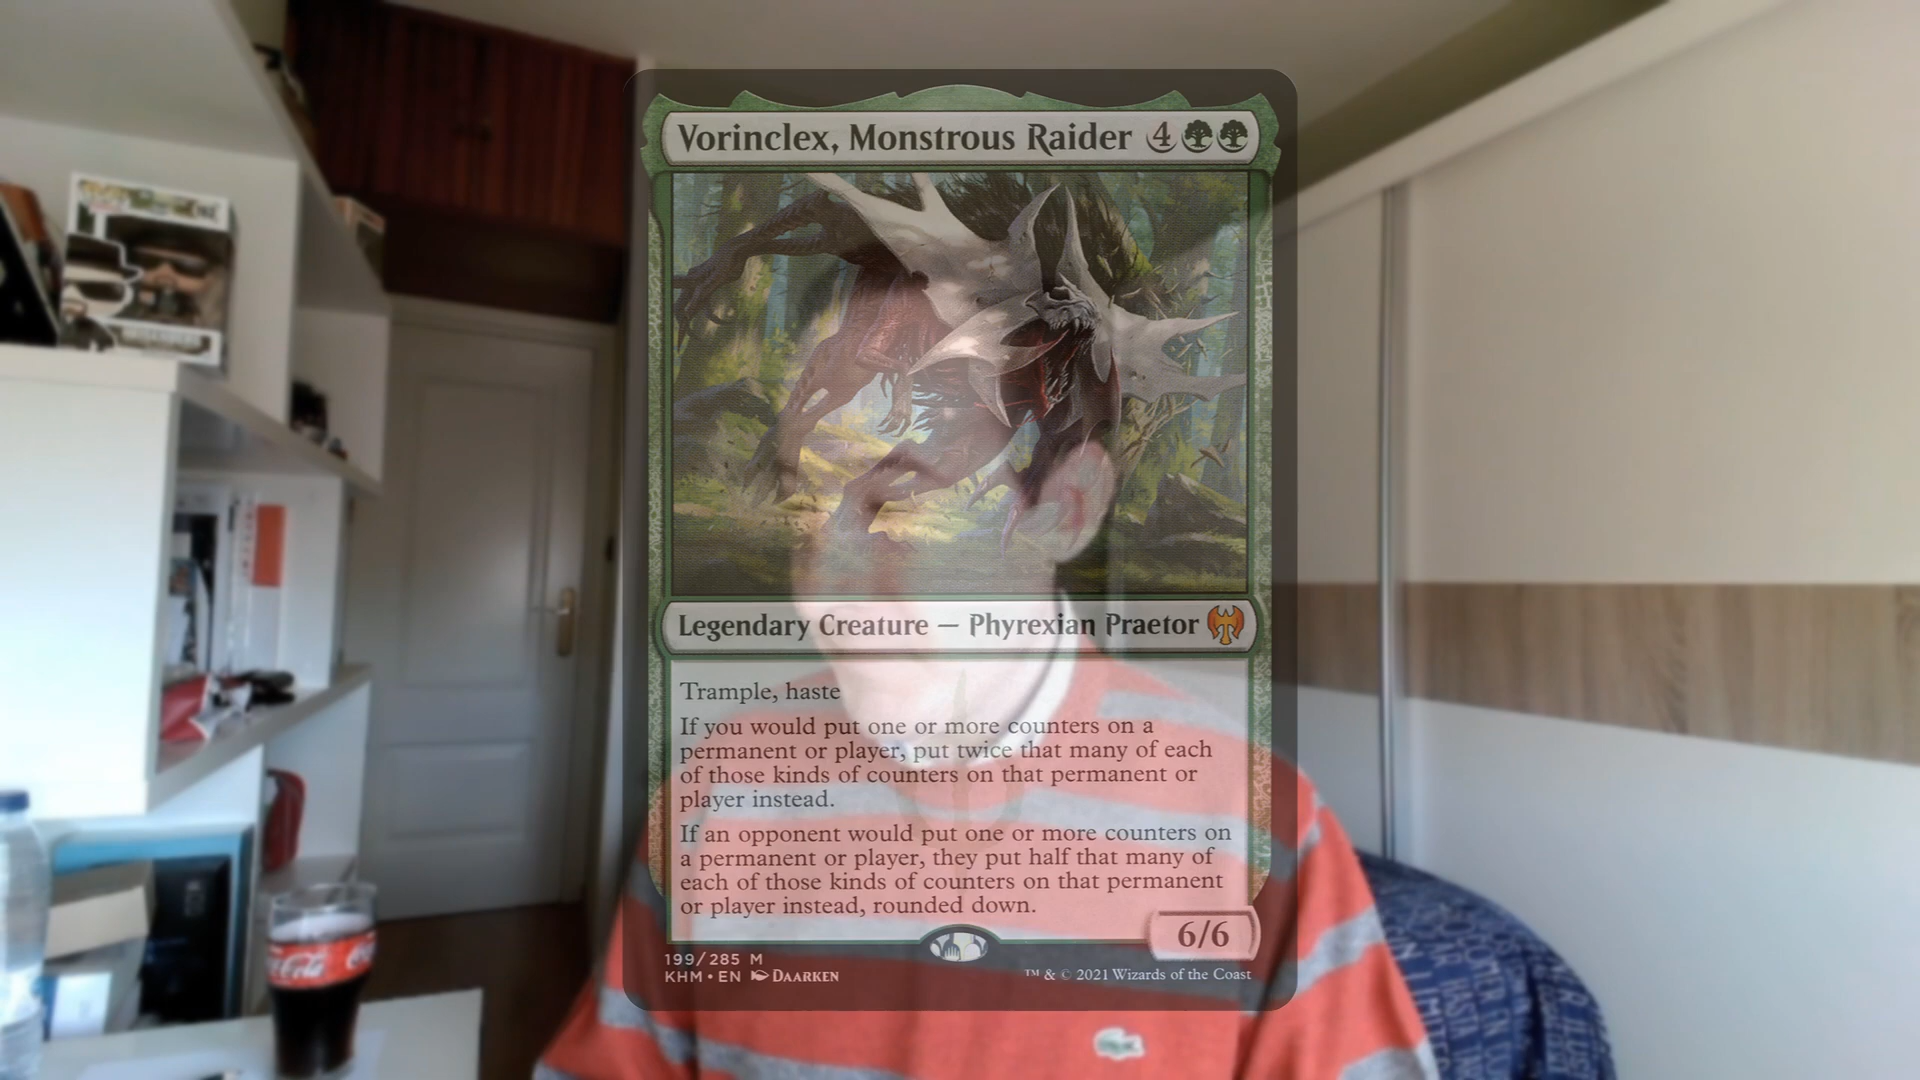 Vorinclex, Monstrous Raider 4
Legendary Creature — Phyrexian Praetor
Trample, haste
If you would put one or more counters on a
permanent or player, put twice that many of each
of those kinds of counters on that permanent or
player instead.
If an opponent would put one or more counters on
a permanent or player, they put half that many of
each of those kinds of counters on that permanent
or player instead, rounded down.
6/6
199/285 M
KHM • EN DAARKEN
™ & © 2021 Wizards of the Coast